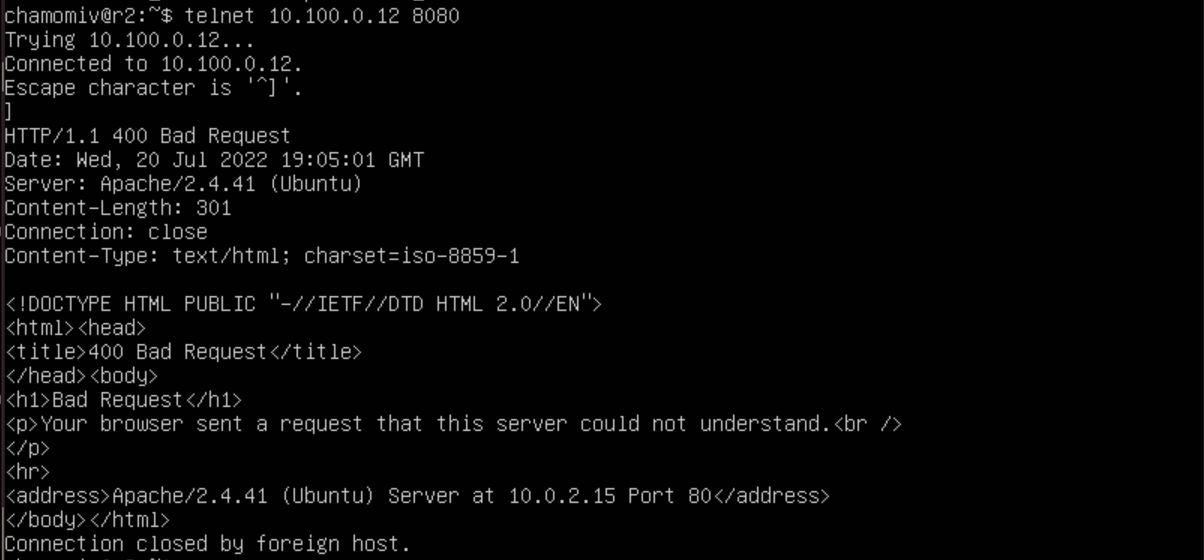 chamomiv@r2:~$ telnet 10.100.0.12 8080
Trying 10.100.0.12...
Connected to 10.100.0.12.
Escape character is '^]'.
]
HTTP/1.1 400 Bad Request
Date: Wed, 20 Jul 2022 19:05:01 GMT
Server: Apache/2.4.41 (Ubuntu)
Content-Length: 301
Connection: close
Content-Type: text/html; charset=iso-8859-1

<!DOCTYPE HTML PUBLIC "-//IETF//DTD HTML 2.0//EN">
<html><head>
<title>400 Bad Request</title>
</head><body>
<h1>Bad Request</h1>
<p>Your browser sent a request that this server could not understand.<br />
</p>
<hr>
<address>Apache/2.4.41 (Ubuntu) Server at 10.0.2.15 Port 80</address>
</body></html>
Connection closed by foreign host.